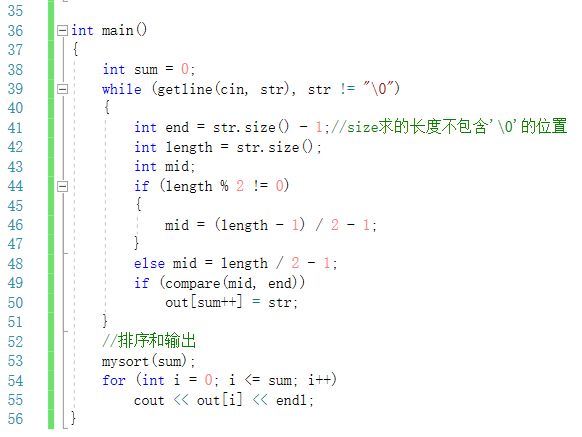 35
36 int main()
37 {
38 int sum = 0;
39 while (getline(cin, str), str != "\0")
40 {
41 int end = str.size() - 1;//size求的长度不包含'\0'的位置
42 int length = str.size();
43 int mid;
44 if (length % 2 != 0)
45 {
46 mid = (length - 1) / 2 - 1;
47 }
48 else mid = length / 2 - 1;
49 if (compare(mid, end))
50 out[sum++] = str;
51 }
52 //排序和输出
53 mysort(sum);
54 for (int i = 0; i <= sum; i++)
55 cout << out[i] << endl;
56 }